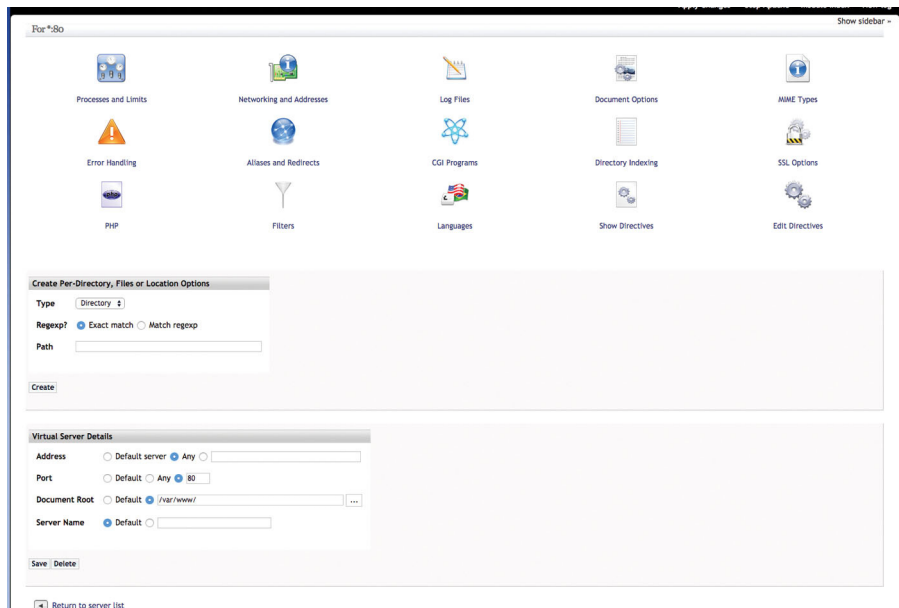 Show sidebar »
For *:80
Processes and Limits
Networking and Addresses
Log Files
Document Options
MIME Types
Error Handling
Aliases and Redirects
CGI Programs
Directory Indexing
SSL Options
php
PHP
Filters
Languages
Show Directives
Edit Directives
Create Per-Directory, Files or Location Options
Type Directory
Regexp? Exact match Match regexp
Path
Create
Virtual Server Details
Address Default server Any
Port Default Any 80
Document Root Default /var/www/ ...
Server Name Default
Save Delete
Return to server list